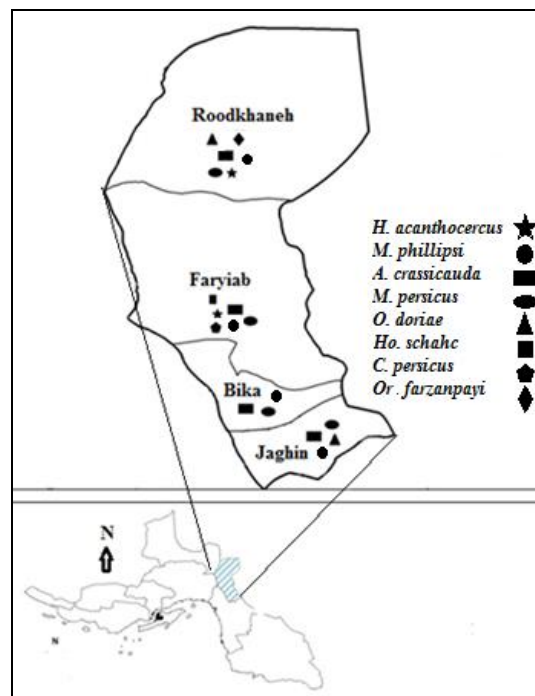 Roodkhaneh
H. acanthocercus
M. phillipsi
A. crassicauda
Faryiab
M. persicus
O. doriae
Ho. schahc
C. persicus
Bika
Or. farzanpayi
Jaghin
N
N